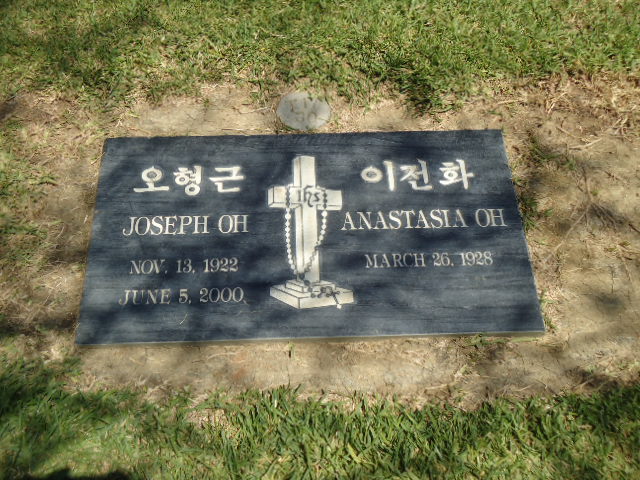 오형근
JOSEPH OH
NOV. 13, 1922
JUNE 5, 2000
IHS
이전화
ANASTASIA OH
MARCH 26, 1928